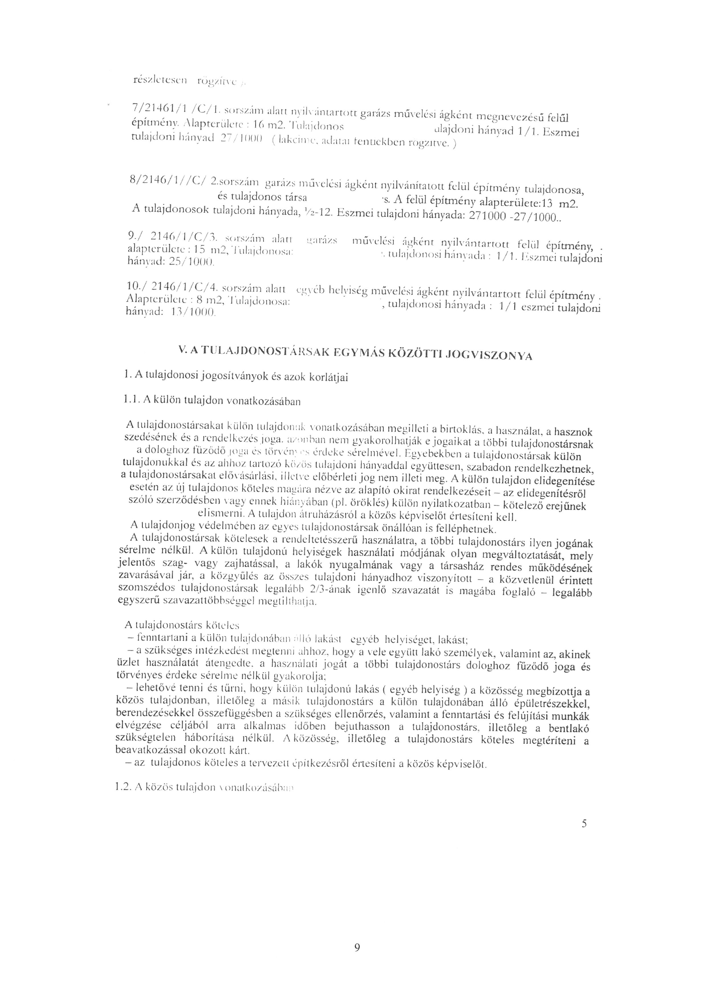 részletesen rögzítve ).
7/21461/1 /C/1. sorszám alatt nyilvántartott garázs művelési ágként megnevezésű felűl
építmény. Alapterülete : 16 m2. Tulajdonos ulajdoni hányad 1/1. Eszmei
tulajdoni hányad 27/1000 ( lakcíme, adatai fentiekben rögzítve. )
8/2146/1//C/ 2.sorszám garázs művelési ágként nyilvánítatott felül építmény tulajdonosa,
és tulajdonos társa s. A felül építmény alapterülete:13 m2.
A tulajdonosok tulajdoni hányada, ½-12. Eszmei tulajdoni hányada: 271000 -27/1000..
9./ 2146/1/C/3. sorszám alatt garázs művelési ágként nyilvántartott felül építmény, .
alapterülete : 15 m2, Tulajdonosa: . tulajdonosi hányada : 1/1. Eszmei tulajdoni
hányad: 25/1000.
10./ 2146/1/C/4. sorszám alatt egyéb helyiség művelési ágként nyilvántartott felül építmény .
Alapterülete : 8 m2, Tulajdonosa: , tulajdonosi hányada : 1/1 eszmei tulajdoni
hányad: 13/1000.
V. A TULAJDONOSTÁRSAK EGYMÁS KÖZÖTTI JOGVISZONYA
1. A tulajdonosi jogosítványok és azok korlátjai
1.1. A külön tulajdon vonatkozásában
A tulajdonostársakat külön tulajdonuk vonatkozásában megilleti a birtoklás, a használat, a hasznok
szedésének és a rendelkezés joga, azonban nem gyakorolhatják e jogaikat a többi tulajdonostársnak
a dologhoz fűződő joga és törvényes érdeke sérelmével. Egyebekben a tulajdonostársak külön
tulajdonukkal és az ahhoz tartozó közös tulajdoni hányaddal együttesen, szabadon rendelkezhetnek,
a tulajdonostársakat elővásárlási, illetve előbérleti jog nem illeti meg. A külön tulajdon elidegenítése
esetén az új tulajdonos köteles magára nézve az alapító okirat rendelkezéseit – az elidegenítésről
szóló szerződésben vagy ennek hiányában (pl. öröklés) külön nyilatkozatban – kötelező erejűnek
elismerni. A tulajdon átruházásról a közös képviselőt értesíteni kell.
A tulajdonjog védelmében az egyes tulajdonostársak önállóan is felléphetnek.
A tulajdonostársak kötelesek a rendeltetésszerű használatra, a többi tulajdonostárs ilyen jogának
sérelme nélkül. A külön tulajdonú helyiségek használati módjának olyan megváltoztatását, mely
jelentős szag- vagy zajhatással, a lakók nyugalmának vagy a társasház rendes működésének
zavarásával jár, a közgyűlés az összes tulajdoni hányadhoz viszonyított – a közvetlenül érintett
szomszédos tulajdonostársak legalább 2/3-ának igenlő szavazatát is magába foglaló – legalább
egyszerű szavazattöbbséggel megtilthatja.
A tulajdonostárs köteles
– fenntartani a külön tulajdonában álló lakást egyéb helyiséget, lakást;
– a szükséges intézkedést megtenni ahhoz, hogy a vele együtt lakó személyek, valamint az, akinek
üzlet használatát átengedte, a használati jogát a többi tulajdonostárs dologhoz fűződő joga és
törvényes érdeke sérelme nélkül gyakorolja;
– lehetővé tenni és tűrni, hogy külön tulajdonú lakás ( egyéb helyiség ) a közösség megbízottja a
közös tulajdonban, illetőleg a másik tulajdonostárs a külön tulajdonában álló épületrészekkel,
berendezésekkel összefüggésben a szükséges ellenőrzés, valamint a fenntartási és felújítási munkák
elvégzése céljából arra alkalmas időben bejuthasson a tulajdonostárs, illetőleg a bentlakó
szükségtelen háborítása nélkül. A közösség, illetőleg a tulajdonostárs köteles megtéríteni a
beavatkozással okozott kárt.
– az tulajdonos köteles a tervezett építkezésről értesíteni a közös képviselőt.
1.2. A közös tulajdon vonatkozásában
5
9